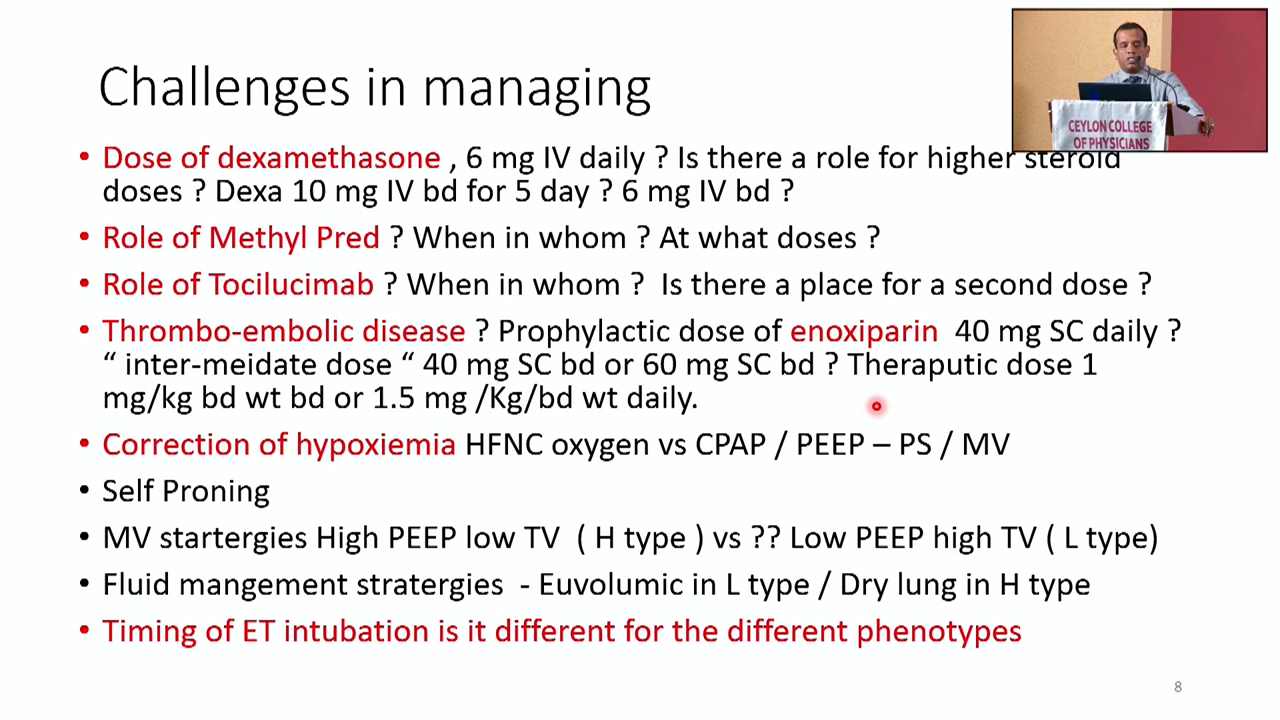 Challenges in managing
CEYLON COLLEGE
OF PHYSICIANS
• Dose of dexamethasone , 6 mg IV daily ? Is there a role for higher steroid
doses ? Dexa 10 mg IV bd for 5 day ? 6 mg IV bd ?
• Role of Methyl Pred ? When in whom ? At what doses ?
• Role of Tocilucimab ? When in whom ? Is there a place for a second dose ?
• Thrombo-embolic disease ? Prophylactic dose of enoxiparin 40 mg SC daily ?
“ inter-meidate dose “ 40 mg SC bd or 60 mg SC bd ? Theraputic dose 1
mg/kg bd wt bd or 1.5 mg /Kg/bd wt daily.
• Correction of hypoxiemia HFNC oxygen vs CPAP / PEEP – PS / MV
• Self Proning
• MV startergies High PEEP low TV ( H type ) vs ?? Low PEEP high TV ( L type)
• Fluid mangement stratergies - Euvolumic in L type / Dry lung in H type
• Timing of ET intubation is it different for the different phenotypes
8